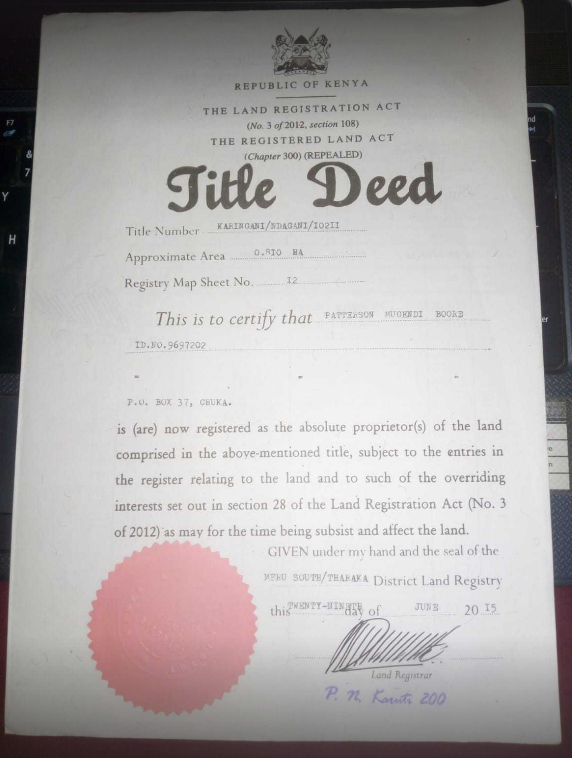 REPUBLIC OF KENYA
THE LAND REGISTRATION ACT
(No. 3 of 2012, section 108)
THE REGISTERED LAND ACT
(Chapter 300) (REPEALED)
Title Deed
Title Number KARINGANI/NDAGANI/IO2II
Approximate Area 0.8IO HA
Registry Map Sheet No. I2
This is to certify that PATTERSON MUGENDI BOORE
ID.NO.9697202
" " "
P.O. BOX 37, CHUKA.
is (are) now registered as the absolute proprietor(s) of the land
comprised in the above-mentioned title, subject to the entries in
the register relating to the land and to such of the overriding
interests set out in section 28 of the Land Registration Act (No. 3
of 2012) as may for the time being subsist and affect the land.
GIVEN under my hand and the seal of the
MERU SOUTH/THARAKA District Land Registry
this TWENTY-NINETH day of JUNE 20 I5
Land Registrar
200
F7
&
7
Y
H